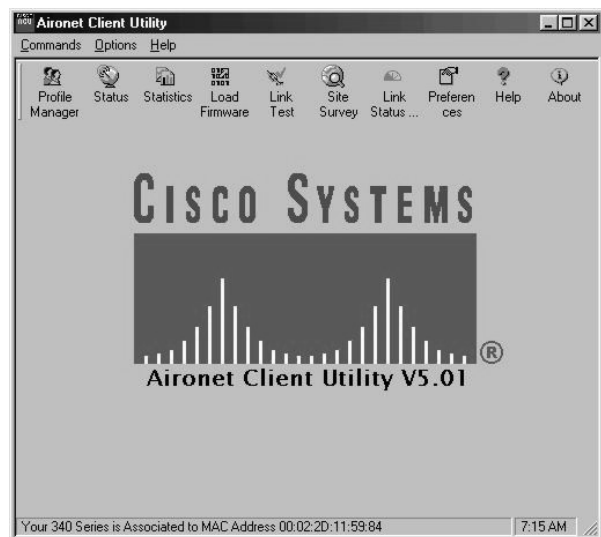 Aironet Client Utility
Commands Options Help
Profile Manager
Status
Statistics
Load Firmware
Link Test
Site Survey
Link Status ...
Preferen ces
Help
About
CISCO SYSTEMS
®
Aironet Client Utility V5.01
Your 340 Series is Associated to MAC Address 00:02:2D:11:59:84
7:15 AM